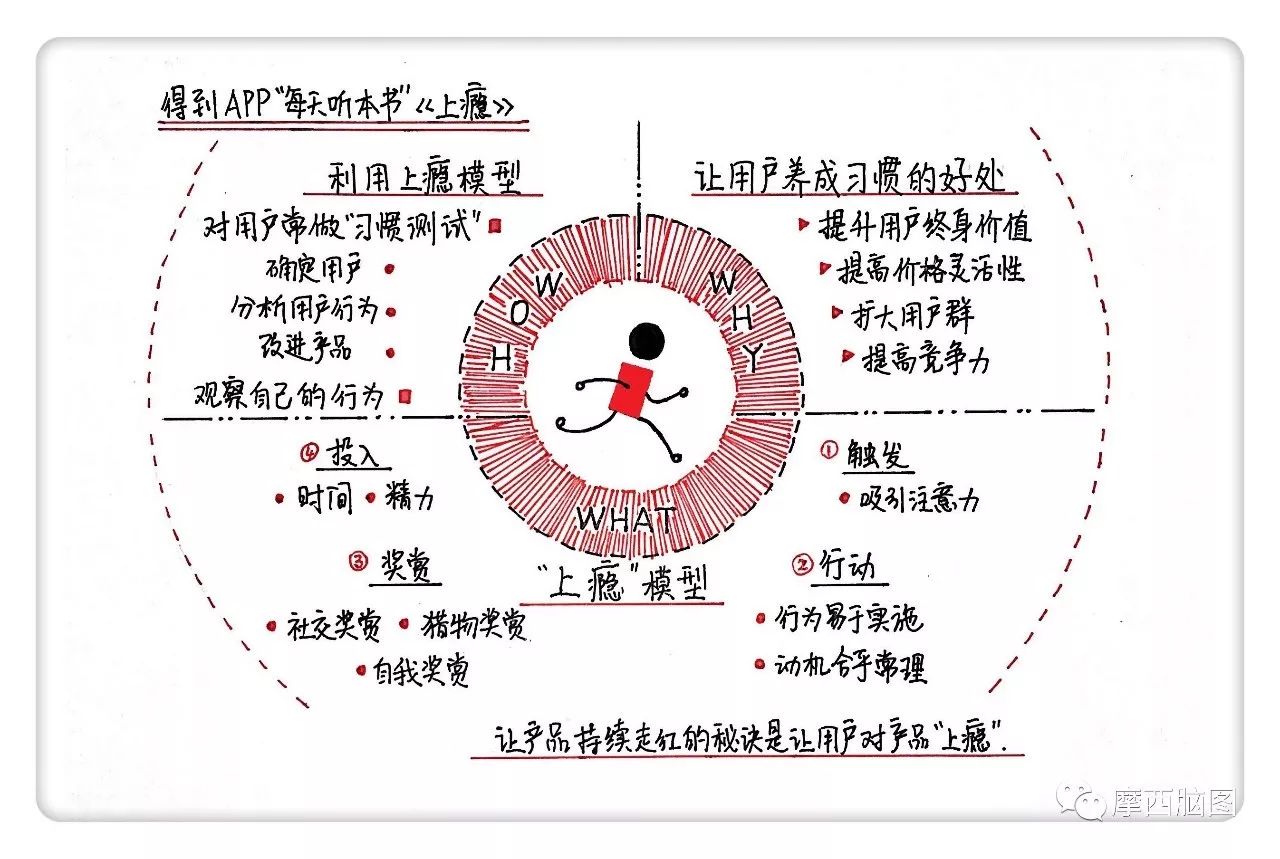 得到APP“每天听本书”《上瘾》
利用上瘾模型
对用户常做“习惯测试”
确定用户
分析用户行为
改进产品
观察自己的行为
HOW
让用户养成习惯的好处
提升用户终身价值
提高价格灵活性
扩大用户群
提高竞争力
WHY
WHAT
“上瘾”模型
① 触发
吸引注意力
② 行动
行为易于实施
动机合乎常理
③ 奖赏
社交奖赏 猎物奖赏
自我奖赏
④ 投入
时间 精力
让产品持续走红的秘诀是让用户对产品“上瘾”.
摩西脑图